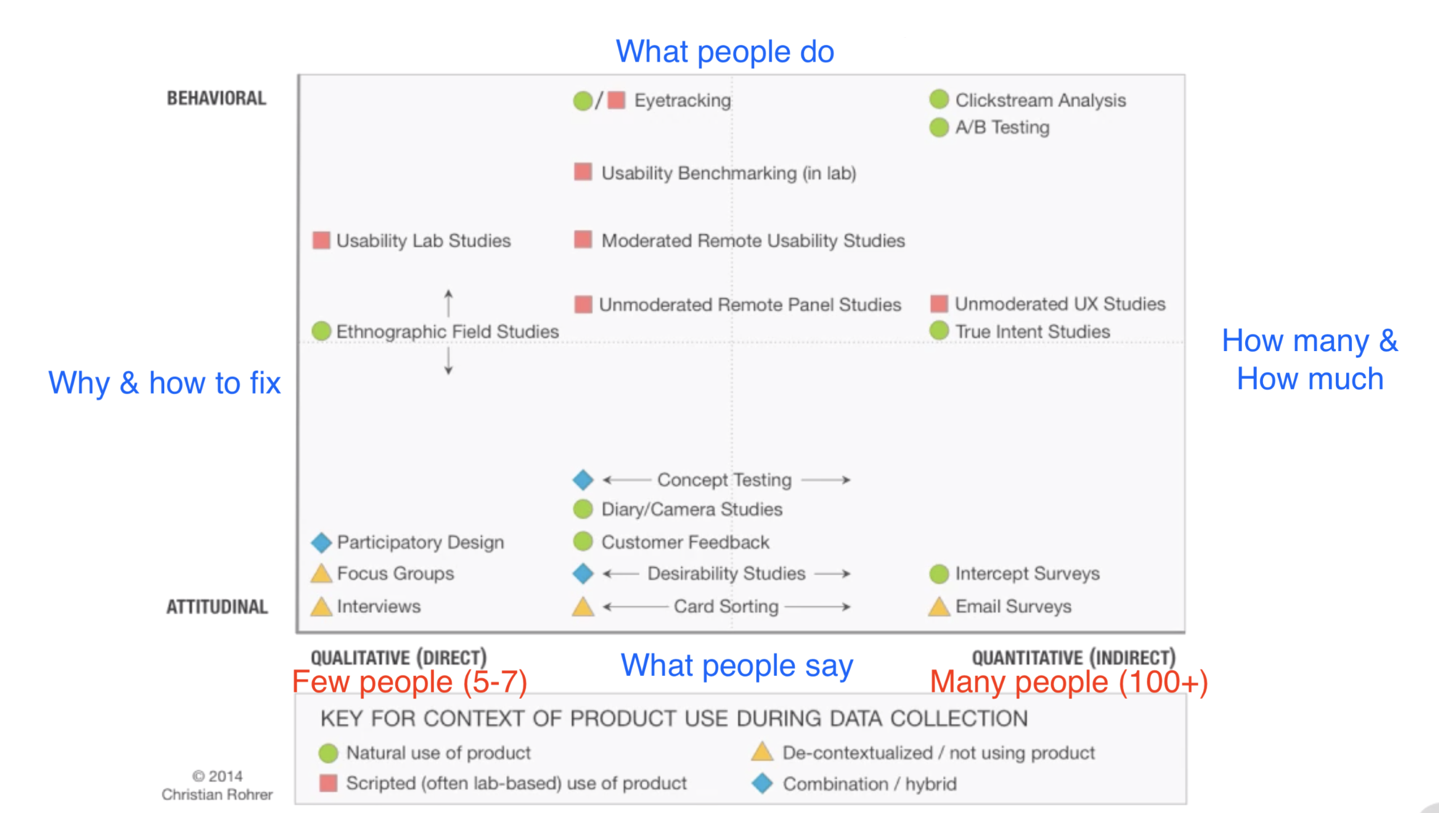 What people do
BEHAVIORAL
/ Eyetracking
Clickstream Analysis
A/B Testing
Usability Benchmarking (in lab)
Usability Lab Studies
Moderated Remote Usability Studies
Unmoderated Remote Panel Studies
Unmoderated UX Studies
Ethnographic Field Studies
True Intent Studies
Why & how to fix
How many &
How much
Concept Testing
Diary/Camera Studies
Participatory Design
Customer Feedback
Focus Groups
Desirability Studies
Intercept Surveys
ATTITUDINAL
Interviews
Card Sorting
Email Surveys
QUALITATIVE (DIRECT)
What people say
QUANTITATIVE (INDIRECT)
Few people (5-7)
Many people (100+)
KEY FOR CONTEXT OF PRODUCT USE DURING DATA COLLECTION
Natural use of product
De-contextualized / not using product
Scripted (often lab-based) use of product
Combination / hybrid
© 2014
Christian Rohrer